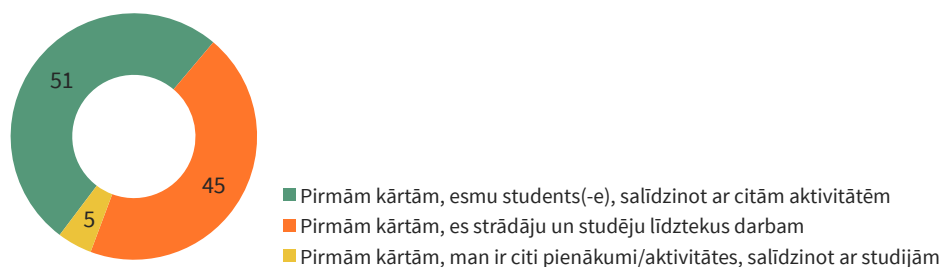 51
45
5
Pirmām kārtām, esmu students(-e), salīdzinot ar citām aktivitātēm
Pirmām kārtām, es strādāju un studēju līdztekus darbam
Pirmām kārtām, man ir citi pienākumi/aktivitātes, salīdzinot ar studijām